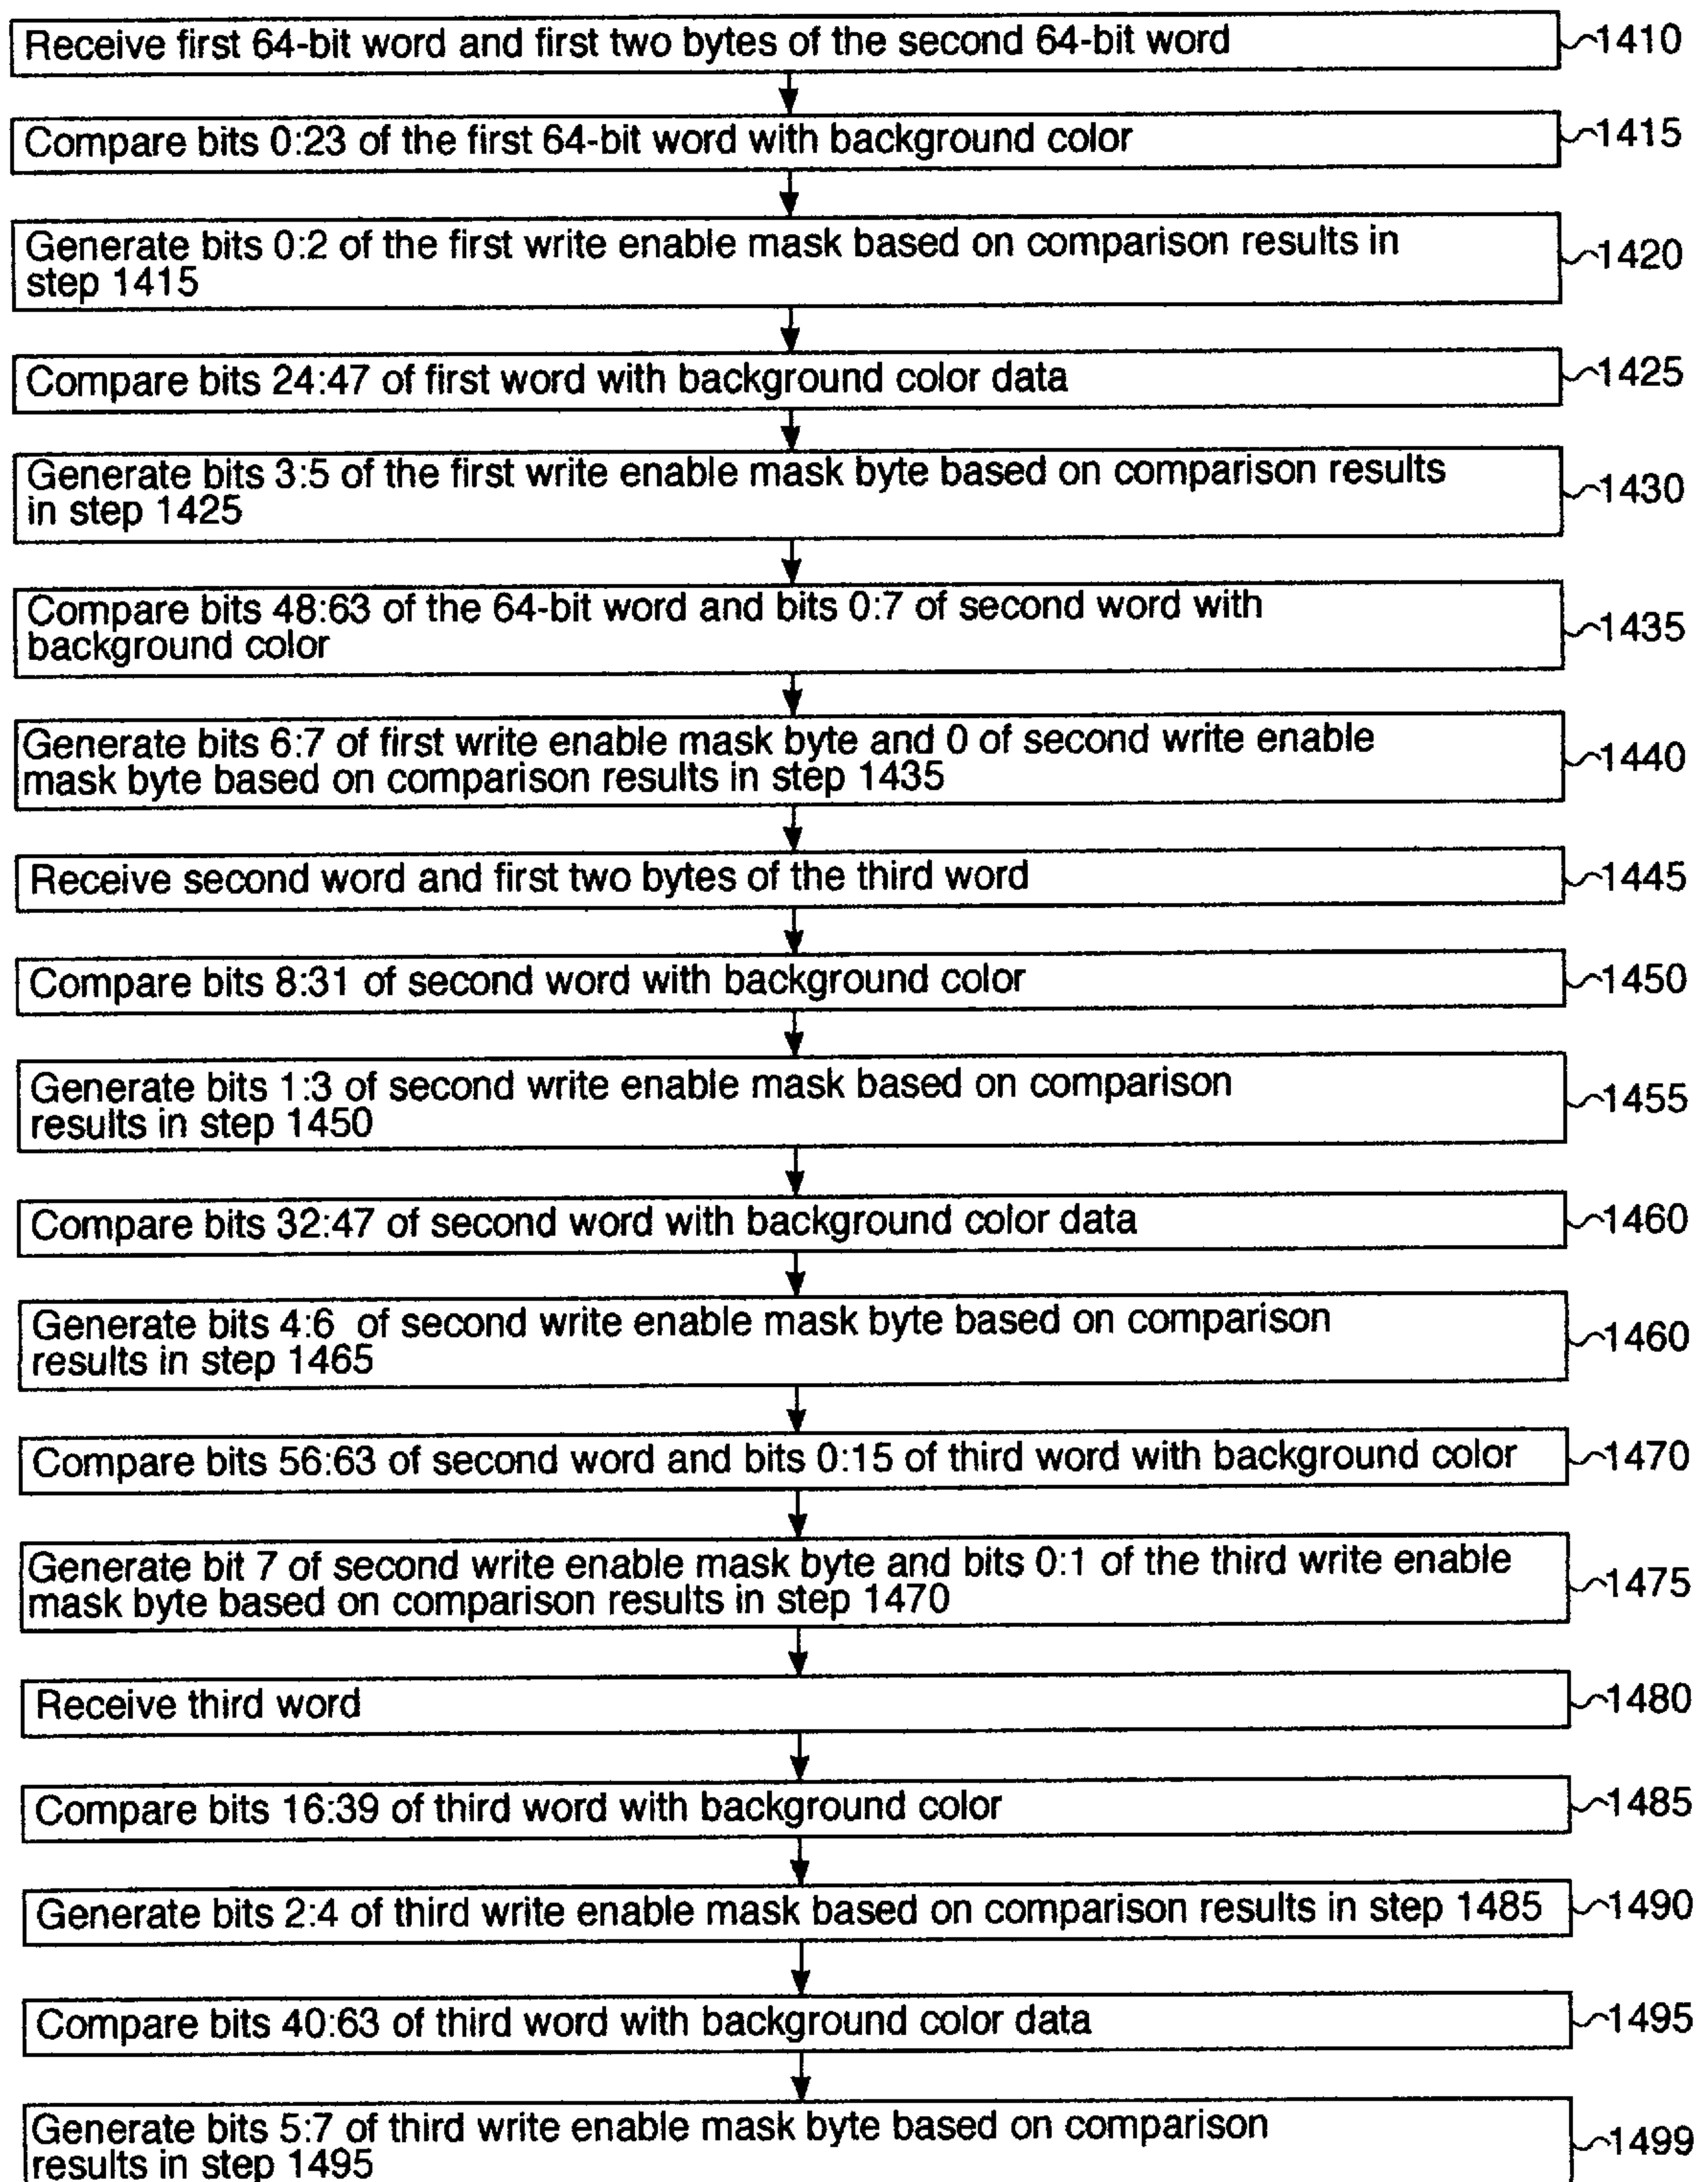 Receive first 64-bit word and first two bytes of the second 64-bit word
1410
Compare bits 0:23 of the first 64-bit word with background color
1415
Generate bits 0:2 of the first write enable mask based on comparison results in
step 1415
1420
Compare bits 24:47 of first word with background color data
1425
Generate bits 3:5 of the first write enable mask byte based on comparison results
in step 1425
1430
Compare bits 48:63 of the 64-bit word and bits 0:7 of second word with
background color
1435
Generate bits 6:7 of first write enable mask byte and 0 of second write enable
mask byte based on comparison results in step 1435
1440
Receive second word and first two bytes of the third word
1445
Compare bits 8:31 of second word with background color
1450
Generate bits 1:3 of second write enable mask based on comparison
results in step 1450
1455
Compare bits 32:47 of second word with background color data
1460
Generate bits 4:6 of second write enable mask byte based on comparison
results in step 1465
1460
Compare bits 56:63 of second word and bits 0:15 of third word with background color
1470
Generate bit 7 of second write enable mask byte and bits 0:1 of the third write enable
mask byte based on comparison results in step 1470
1475
Receive third word
1480
Compare bits 16:39 of third word with background color
1485
Generate bits 2:4 of third write enable mask based on comparison results in step 1485
1490
Compare bits 40:63 of third word with background color data
1495
Generate bits 5:7 of third write enable mask byte based on comparison
results in step 1495
1499